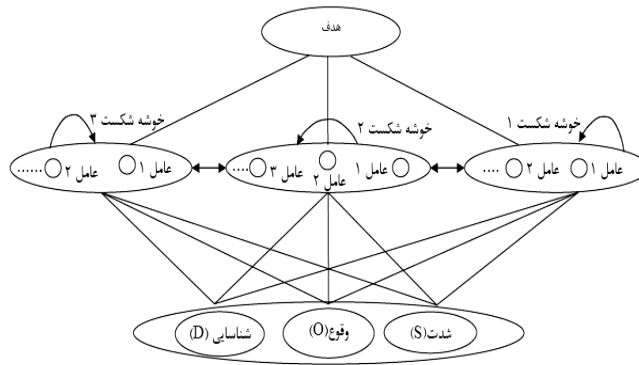 هدف
خوشه شکست ۱
خوشه شکست ۲
خوشه شکست ۳
عامل ۱
عامل ۲
....
عامل ۱
عامل ۲
عامل ۳
....
عامل ۱
عامل ۲
......
شدت(S)
وقوع(O)
شناسایی (D)